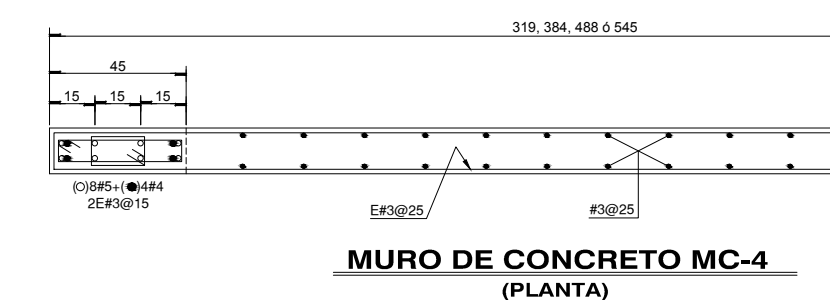 319, 384, 488 ó 545
45
15 15 15
(○)8#5+(●)4#4
2E#3@15
E#3@25
#3@25
MURO DE CONCRETO MC-4
(PLANTA)